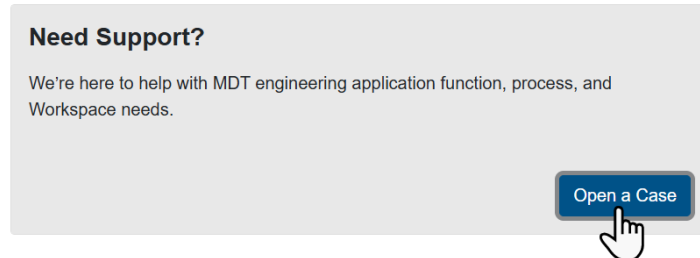 Need Support?
We’re here to help with MDT engineering application function, process, and
Workspace needs.
Open a Case